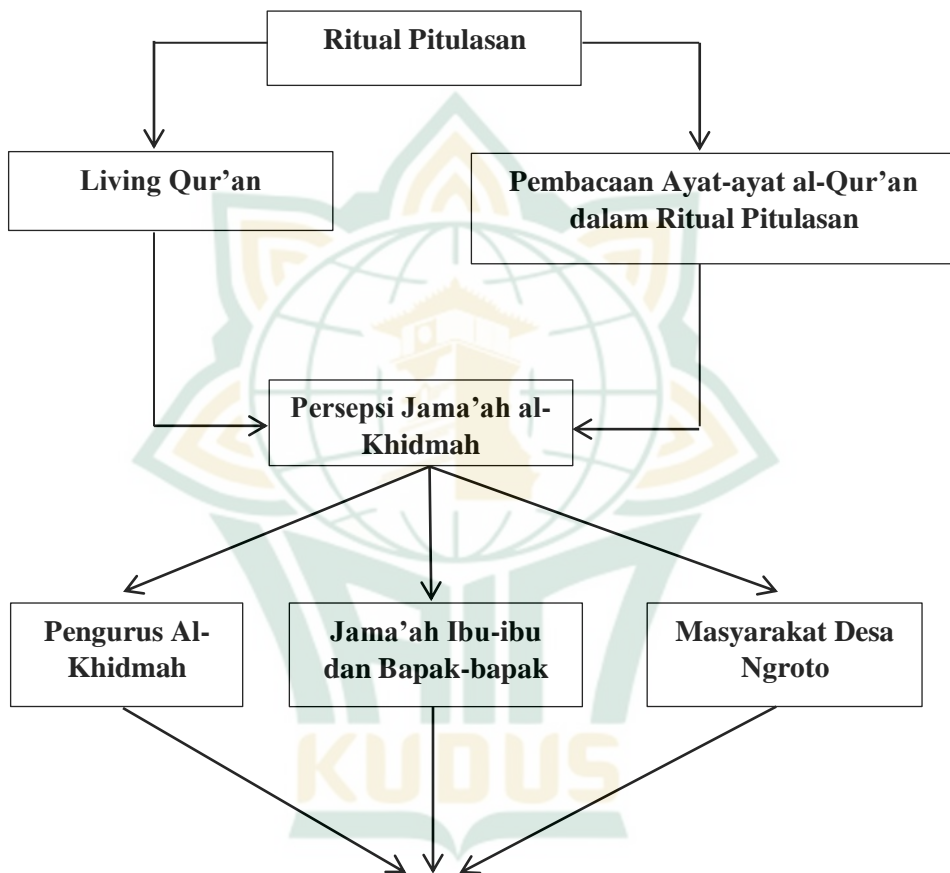 Ritual Pitulasan
Living Qur’an
Pembacaan Ayat-ayat al-Qur’an
dalam Ritual Pitulasan
Persepsi Jama’ah al-
Khidmah
Pengurus Al-
Khidmah
Jama’ah Ibu-ibu
dan Bapak-bapak
Masyarakat Desa
Ngroto
KUDUS